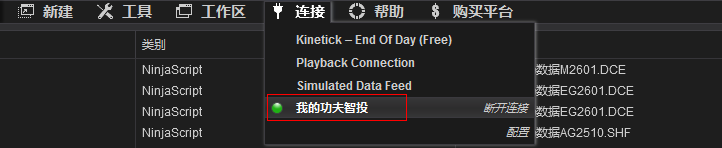 新建 工具 工作区 连接 帮助 $ 购买平台
类别
Kinetick – End Of Day (Free)
NinjaScript Playback Connection 数据M2601.DCE
NinjaScript Simulated Data Feed 数据EG2601.DCE
NinjaScript 我的功夫智投 断开连接 数据EG2601.DCE
NinjaScript 配置 数据AG2510.SHF